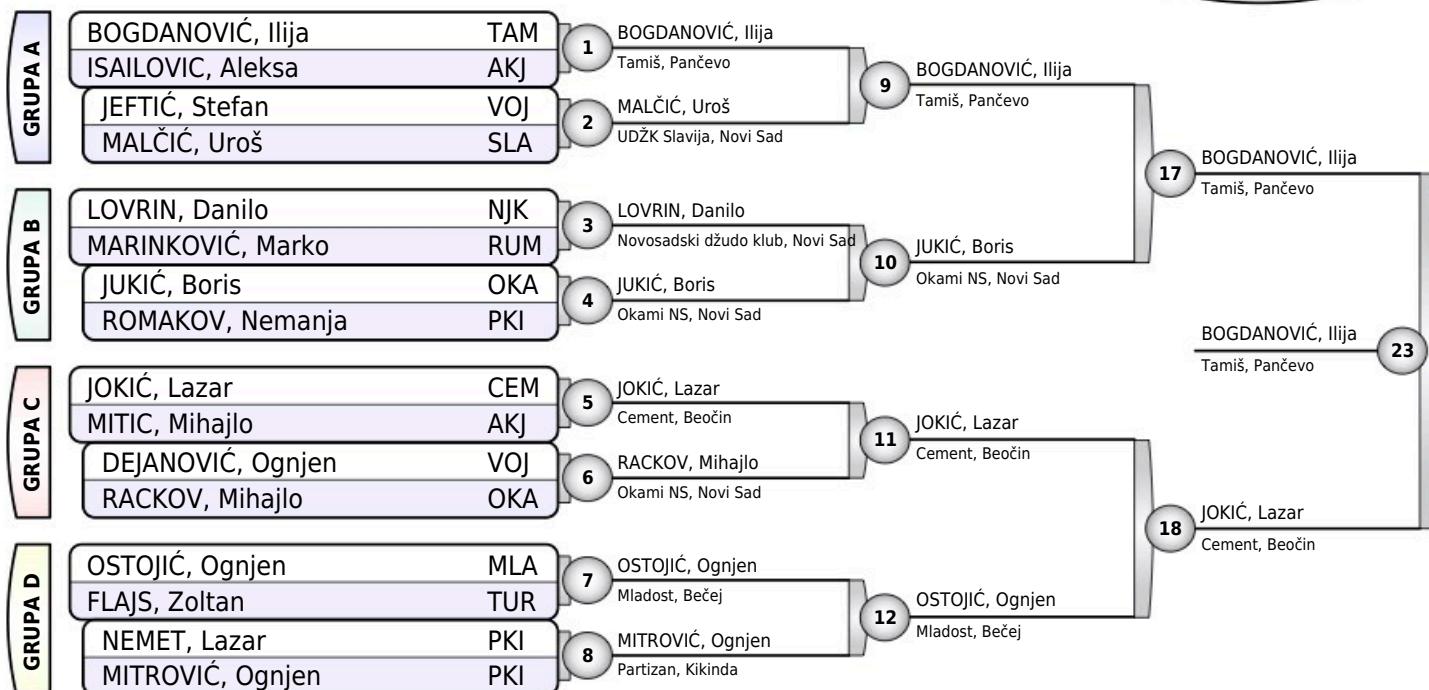 GRUPA A
BOGDANOVIĆ, Ilija TAM
ISAILOVIC, Aleksa AKJ
JEFTIĆ, Stefan VOJ
MALČIĆ, Uroš SLA
GRUPA B
LOVRIN, Danilo NJK
MARINKOVIĆ, Marko RUM
JUKIĆ, Boris OKA
ROMAKOV, Nemanja PKI
GRUPA C
JOKIĆ, Lazar CEM
MITIC, Mihajlo AKJ
DEJANOVIĆ, Ognjen VOJ
RACKOV, Mihajlo OKA
GRUPA D
OSTOJIĆ, Ognjen MLA
FLAJS, Zoltan TUR
NEMET, Lazar PKI
MITROVIĆ, Ognjen PKI
1
BOGDANOVIĆ, Ilija
Tamiš, Pančevo
2
MALČIĆ, Uroš
UDŽK Slavija, Novi Sad
3
LOVRIN, Danilo
Novosadski džudo klub, Novi Sad
4
JUKIĆ, Boris
Okami NS, Novi Sad
5
JOKIĆ, Lazar
Cement, Beočin
6
RACKOV, Mihajlo
Okami NS, Novi Sad
7
OSTOJIĆ, Ognjen
Mladost, Bečej
8
MITROVIĆ, Ognjen
Partizan, Kikinda
9
BOGDANOVIĆ, Ilija
Tamiš, Pančevo
10
JUKIĆ, Boris
Okami NS, Novi Sad
11
JOKIĆ, Lazar
Cement, Beočin
12
OSTOJIĆ, Ognjen
Mladost, Bečej
17
BOGDANOVIĆ, Ilija
Tamiš, Pančevo
18
JOKIĆ, Lazar
Cement, Beočin
BOGDANOVIĆ, Ilija
Tamiš, Pančevo
23